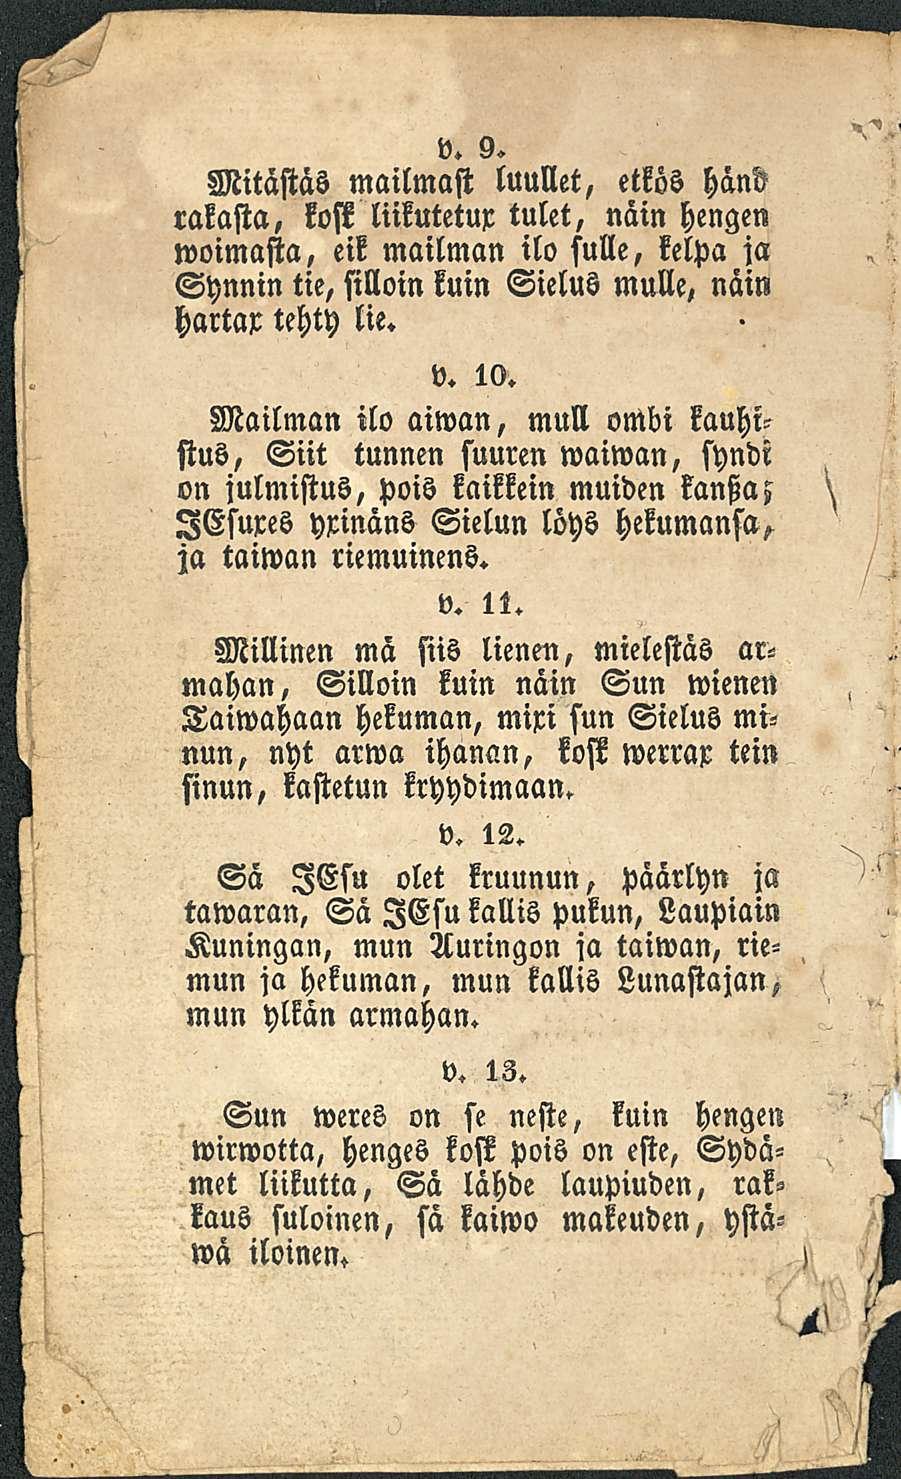 v. 9.
Mitästäs mailmast luullet, etkös händ
rakasta, kosk liikutetux tulet, näin hengen
woimasta, eik mailman ilo sulle, kelpa ja
Synnin tie, silloin kuin Sielus mulle, näin
hartax tehty lie.
v. 10.
Mailman ilo aiwan, mull ombi kauhi-
stus, Siit tunnen suuren waiwan, syndi
on julmistus, pois kaikkein muiden kanßa;
JEsuxes yxinäns Sielun löys hekumansa,
ja taiwan riemuinens.
v. 11.
Millinen mä siis lienen, mielestäs ar-
mahan, Silloin kuin näin Sun wienen
Taiwahaan hekuman, mixi sun Sielus mi-
nun, nyt arwa ihanan, kosk werrax tein
sinun, kastetun kryydimaan.
v. 12.
Sä JEsu olet kruunun, päärlyn ja
tawaran, Sä JEsu kallis pukun, Laupiain
Kuningan, mun Auringon ja taiwan, rie-
mun ja hekuman, mun kallis Lunastajan,
mun ylkän armahan.
v. 13.
Sun weres on se neste, kuin hengen
wirwotta, henges kosk pois on este, Sydä-
met liikutta, Sä lähde laupiuden, rak-
kaus suloinen, sä kaiwo makeuden, ystä-
wä iloinen.